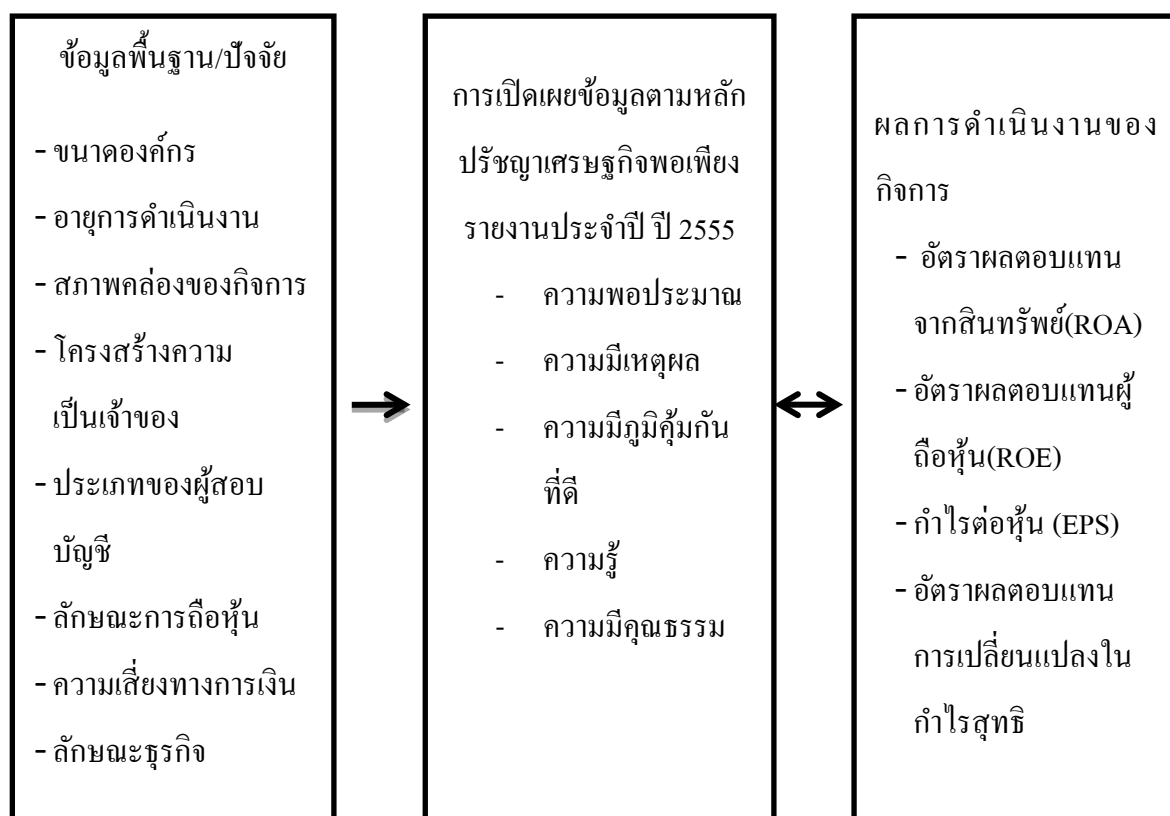 ข้อมูลพื้นฐาน/ปัจจัย
- ขนาดองค์กร
- อายุการดำเนินงาน
- สภาพคล่องของกิจการ
- โครงสร้างความ
เป็นเจ้าของ
- ประเภทของผู้สอบ
บัญชี
- ลักษณะการถือหุ้น
- ความเสี่ยงทางการเงิน
- ลักษณะธุรกิจ
การเปิดเผยข้อมูลตามหลัก
ปรัชญาเศรษฐกิจพอเพียง
รายงานประจำปี ปี 2555
- ความพอประมาณ
- ความมีเหตุผล
- ความมีภูมิคุ้มกัน
ที่ดี
- ความรู้
- ความมีคุณธรรม
ผลการดำเนินงานของ
กิจการ
- อัตราผลตอบแทน
จากสินทรัพย์(ROA)
- อัตราผลตอบแทนผู้
ถือหุ้น(ROE)
- กำไรต่อหุ้น (EPS)
- อัตราผลตอบแทน
การเปลี่ยนแปลงใน
กำไรสุทธิ